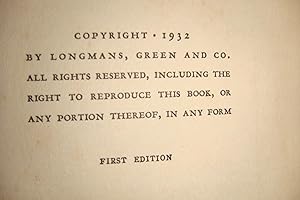 COPYRIGHT · 1932
BY LONGMANS, GREEN AND CO.
ALL RIGHTS RESERVED, INCLUDING THE
RIGHT TO REPRODUCE THIS BOOK, OR
ANY PORTION THEREOF, IN ANY FORM
FIRST EDITION